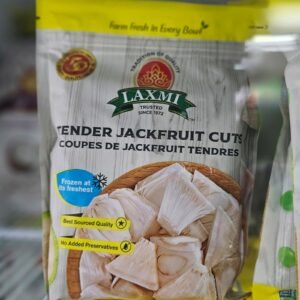 Farm Fresh in Every Bowl
TRADITION OF QUALITY
LAXMI
TRUSTED
SINCE 1972
TENDER JACKFRUIT CUTS
COUPES DE JACKFRUIT TENDRES
Frozen at
its freshest
Best Sourced Quality
No Added Preservatives